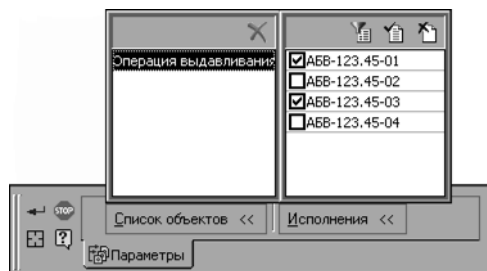 Операция выдавливания
АБВ-123.45-01
АБВ-123.45-02
АБВ-123.45-03
АБВ-123.45-04
STOP
Список объектов <<
Исполнения <<
Параметры